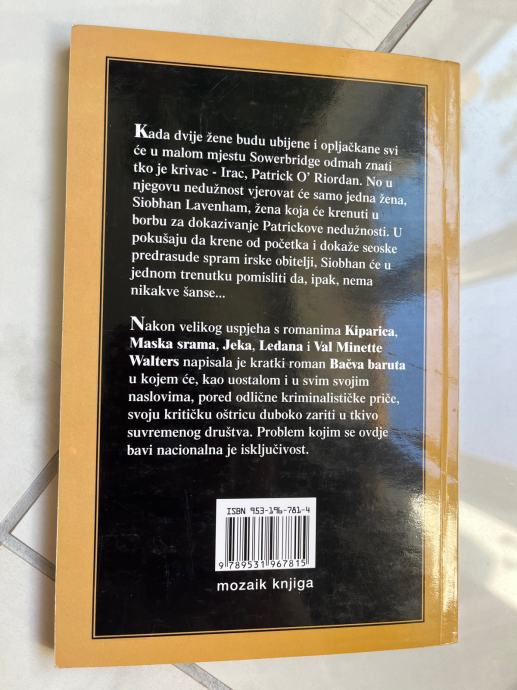 Kada dvije žene budu ubijene i opljačkane svi
će u malom mjestu Sowerbridge odmah znati
tko je krivac - Irac, Patrick O' Riordan. No u
njegovu nedužnost vjerovat će samo jedna žena,
Siobhan Lavenham, žena koja će krenuti u
borbu za dokazivanje Patrickove nedužnosti. U
pokušaju da krene od početka i dokaže seoske
predrasude spram irske obitelji, Siobhan će u
jednom trenutku pomisliti da, ipak, nema
nikakve šanse...
Nakon velikog uspjeha s romanima Kiparica,
Maska srama, Jeka, Ledana i Val Minette
Walters napisala je kratki roman Bačva baruta
u kojem će, kao uostalom i u svim svojim
naslovima, pored odlične kriminalističke priče,
svoju kritičku oštricu duboko zariti u tkivo
suvremenog društva. Problem kojim se ovdje
bavi nacionalna je isključivost.
ISBN 953-196-781-4
9 789531 967815
mozaik knjiga